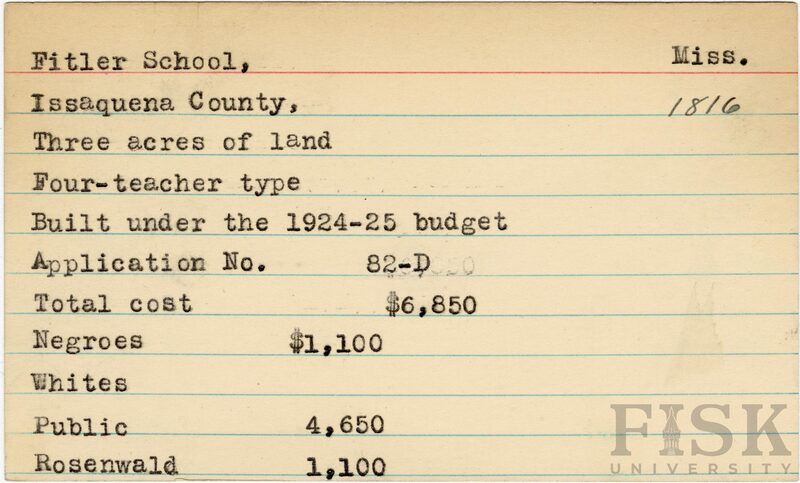 Fitler School, Miss.
Issaquena County, 1816
Three acres of land
Four-teacher type
Built under the 1924-25 budget
Application No. 82-D
Total cost $6,850
Negroes $1,100
Whites
Public 4,650
Rosenwald 1,100
FISK
UNIVERSITY